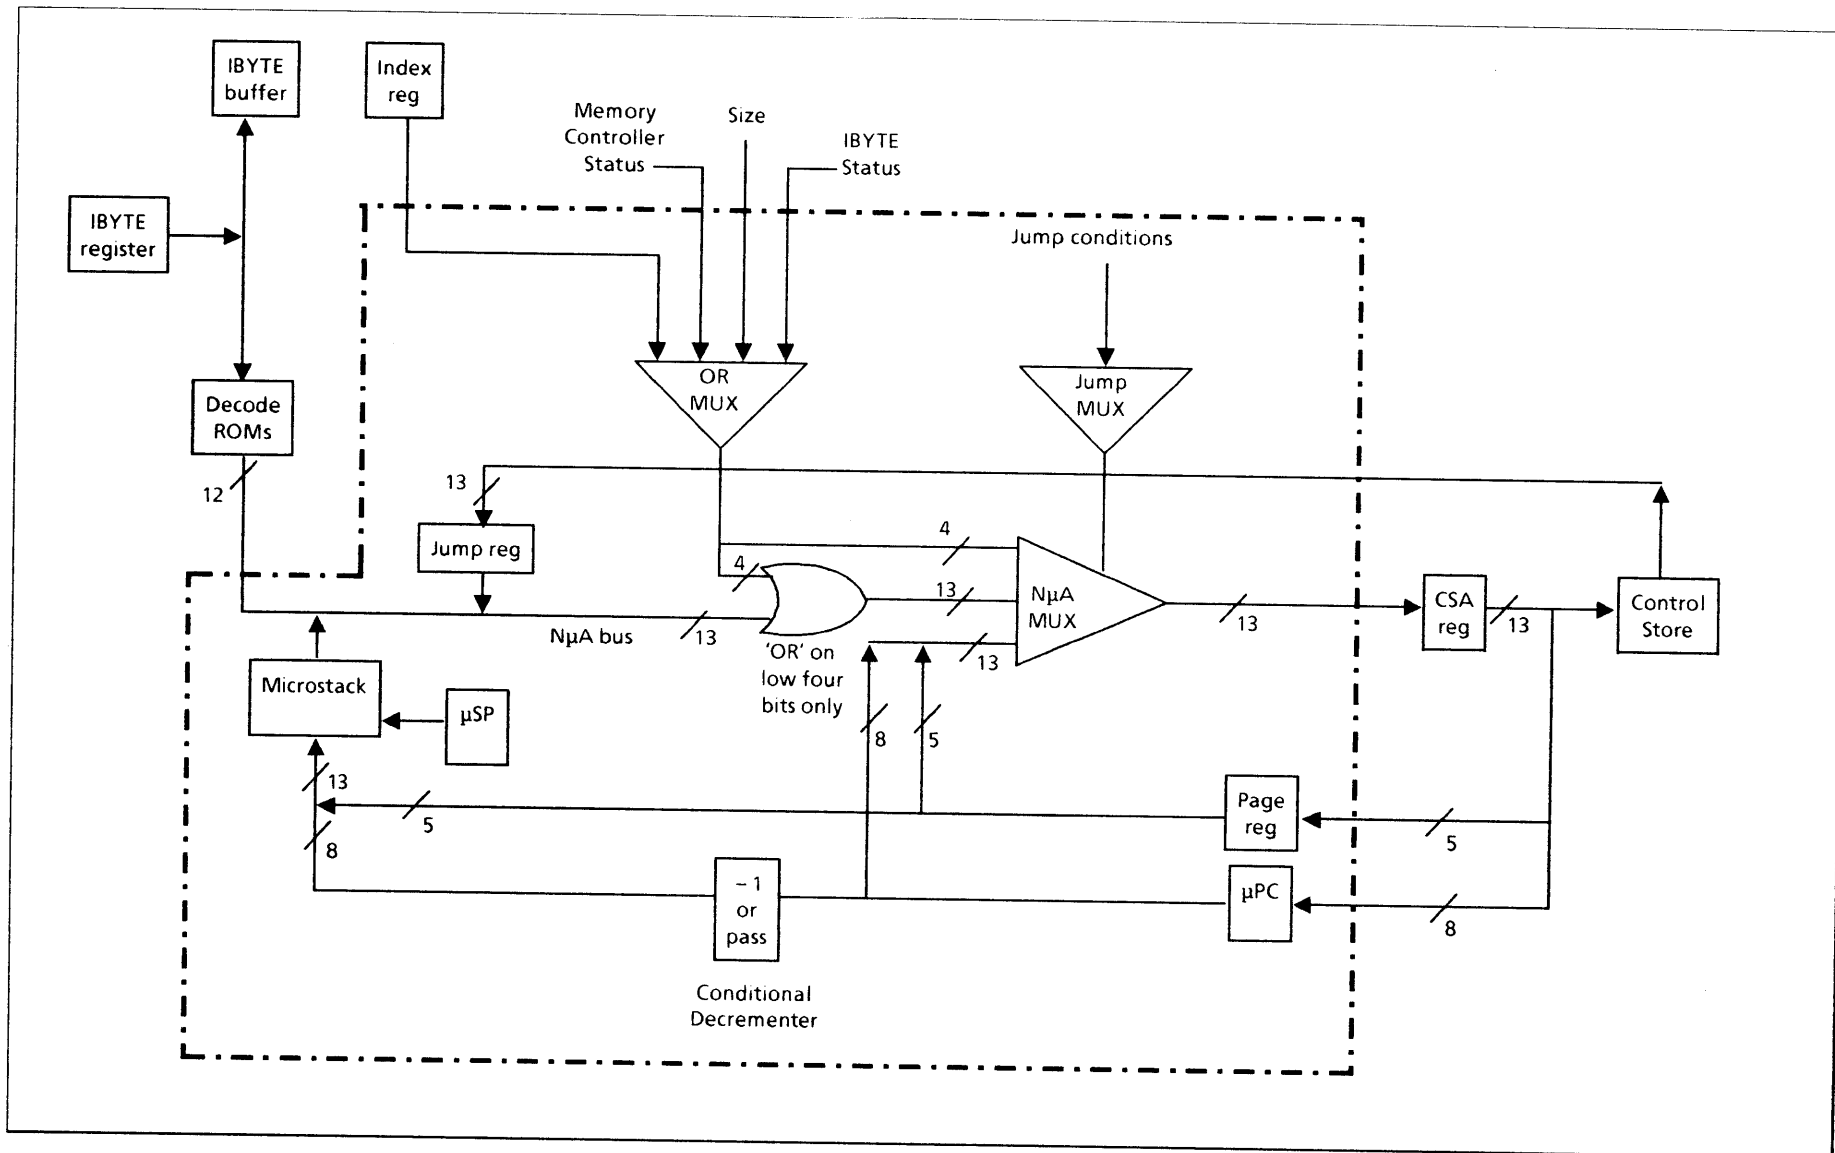 IBYTE
buffer
Index
reg
Memory
Controller
Status
Size
IBYTE
Status
IBYTE
register
Jump conditions
OR
MUX
Jump
MUX
Decode
ROMs
12
13
Jump reg
4
4
13
NμA
MUX
13
CSA
reg
13
Control
Store
NμA bus
13
'OR' on
low four
bits only
13
Microstack
μSP
8
5
13
5
8
Page
reg
5
– 1
or
pass
μPC
8
Conditional
Decrementer